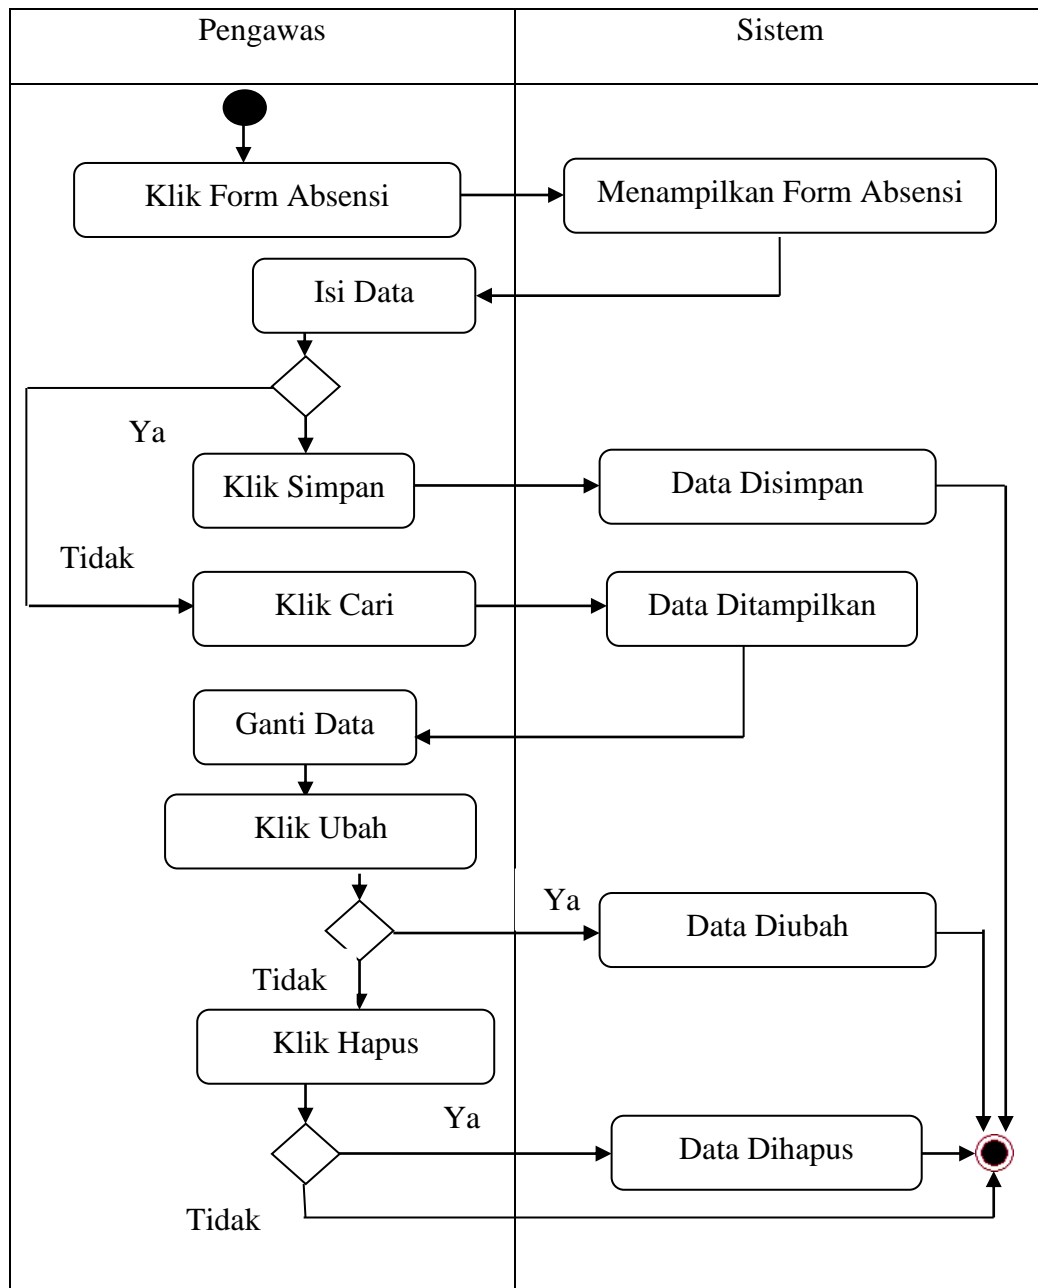 Pengawas
Sistem
Klik Form Absensi
Menampilkan Form Absensi
Isi Data
Ya
Klik Simpan
Data Disimpan
Tidak
Klik Cari
Data Ditampilkan
Ganti Data
Klik Ubah
Ya
Data Diubah
Tidak
Klik Hapus
Ya
Data Dihapus
Tidak